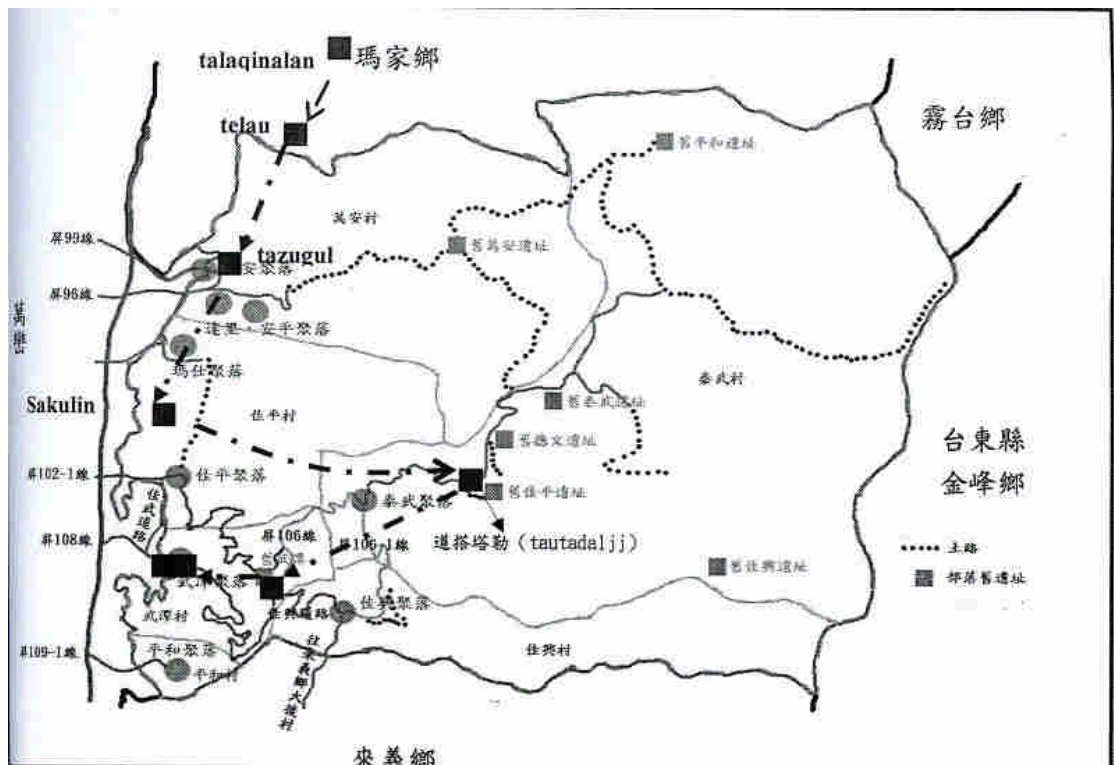 talaqinalan
瑪家鄉
telau
霧台鄉
舊平和遺址
萬安村
屏99線
舊萬安遺址
tazugul
安聚落
屏96線
萬巒
達里・安平聚落
瑪仕聚落
泰武村
Sakulin
佳平村
舊泰武遺址
舊德文遺址
台東縣
金峰鄉
屏102-1線
佳平聚落
泰武聚落
舊佳平遺址
佳武道路
屏108線
屏106線
屏106-1線
道搭塔勒（tautadaljj）
土路
舊武潭
武潭聚落
舊佳興遺址
部落舊遺址
武潭村
佳興道路
佳興聚落
平和聚落
屏109-1線
平和村
佳興村
往來義鄉大後村
來義鄉